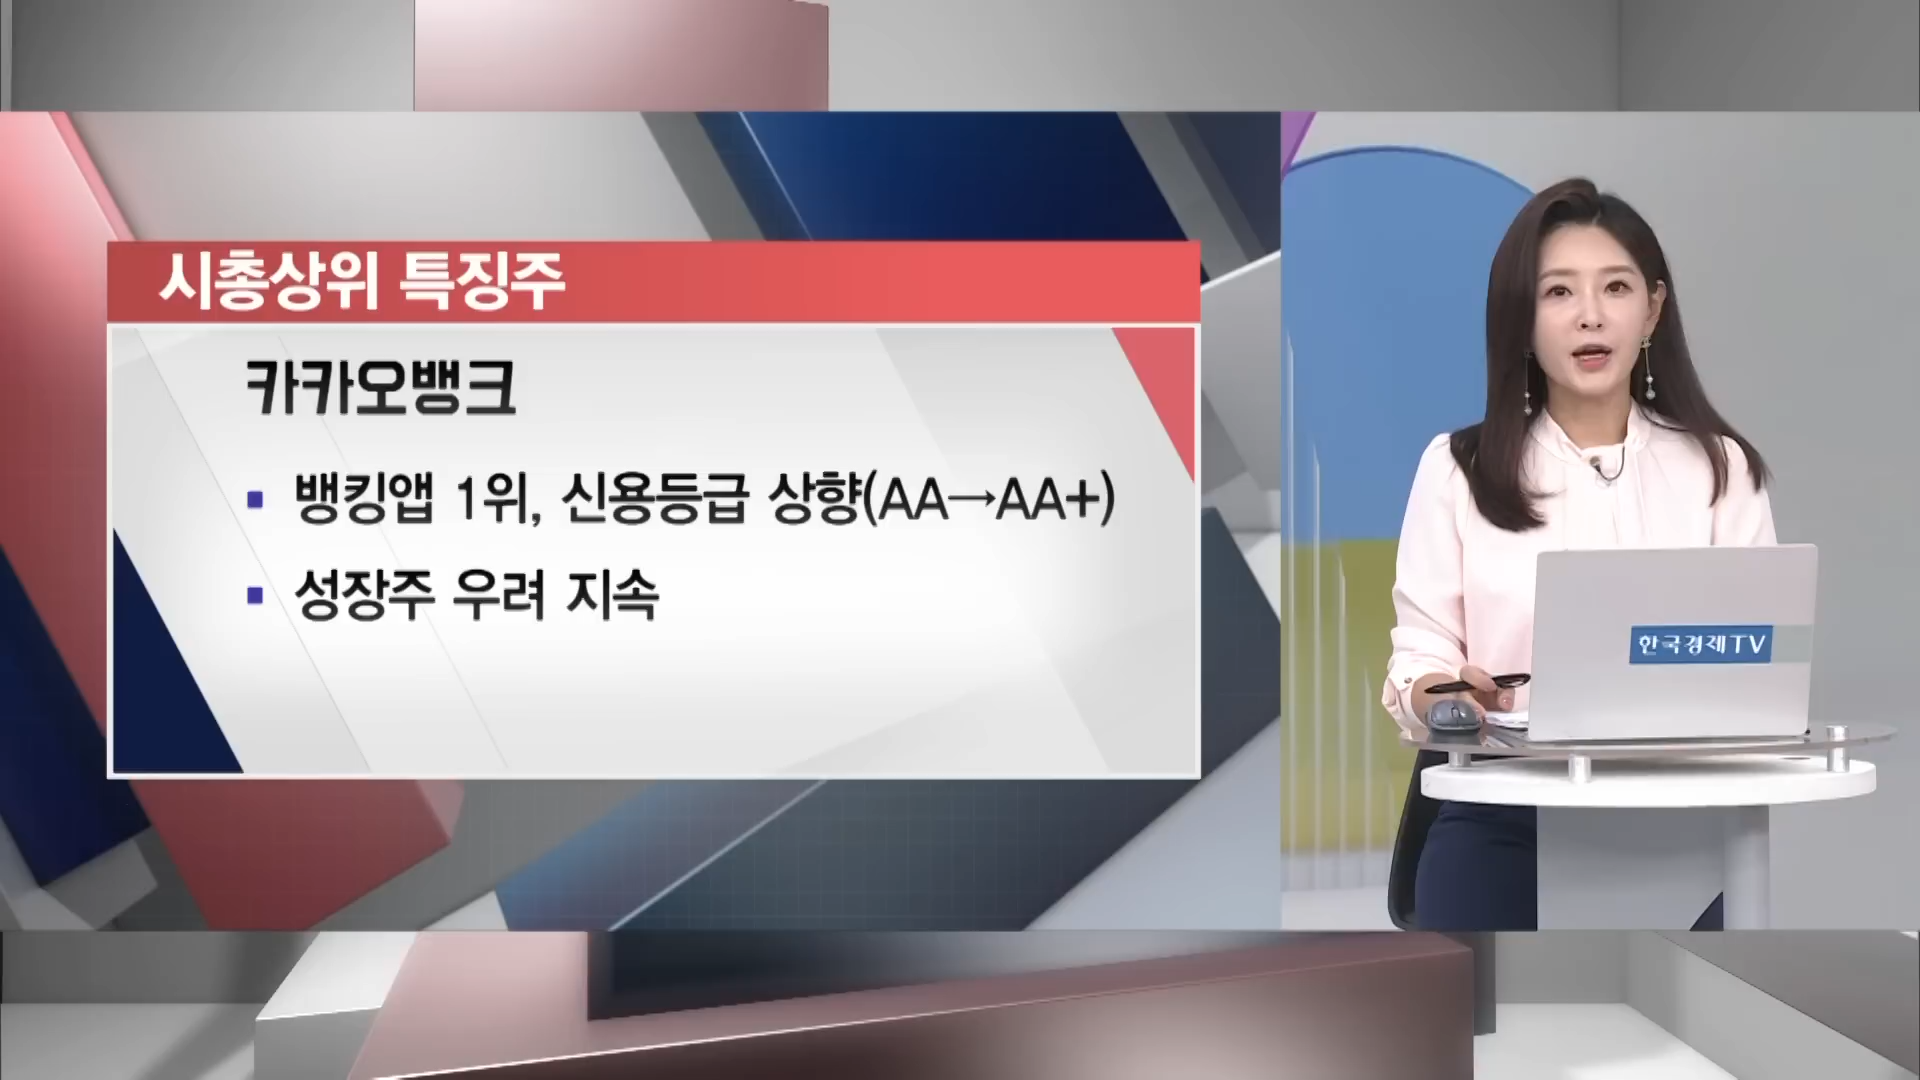 시총상위 특징주
카카오뱅크
▪ 뱅킹앱 1위, 신용등급 상향(AA→AA+)
▪ 성장주 우려 지속
한국경제TV